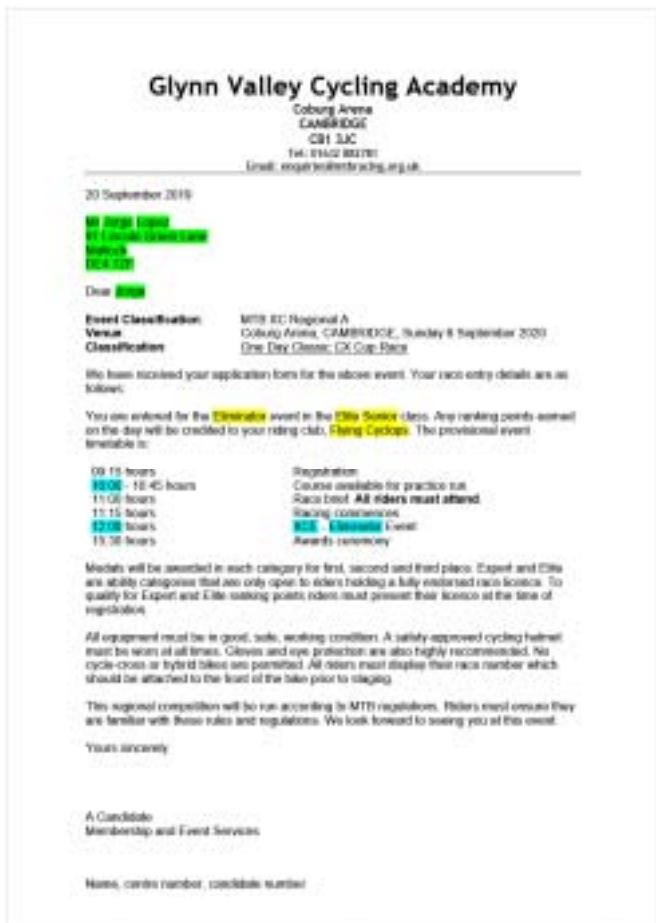 Glynn Valley Cycling Academy
Coburg Arena
CAMBRIDGE
CB1 3JC
20 September 2019
Mr Jorge Lopez
Lane
Matlock
Dear Jorge
Event Classification MTB XC Regional A
Venue Coburg Arena, CAMBRIDGE, Sunday 6 September 2020
Classification One Day Classic CX Cup Race
We have received your application form for the above event. Your race entry details are as
follows:
You are entered for the Eliminator event in the Elite Senior class. Any ranking points earned
on the day will be credited to your riding club, Flying Cyclops. The provisional event
timetable is:
09:15 hours Registration
10:00 - 10:45 hours Course available for practice run
11:00 hours Race brief. All riders must attend.
11:15 hours Racing commences
12:00 hours XCE - Eliminator Event
15:30 hours Awards ceremony
Medals will be awarded in each category for first, second and third place. Expert and Elite
are ability categories that are only open to riders holding a fully endorsed race licence. To
qualify for Expert and Elite ranking points riders must present their licence at the time of
registration.
All equipment must be in good, safe, working condition. A safety approved cycling helmet
must be worn at all times. Gloves and eye protection are also highly recommended. No
cycle-cross or hybrid bikes are permitted. All riders must display their race number which
should be attached to the front of the bike prior to staging.
This regional competition will be run according to MTB regulations. Riders must ensure they
are familiar with these rules and regulations. We look forward to seeing you at this event.
Yours sincerely
A Candidate
Membership and Event Services
Name, centre number, candidate number